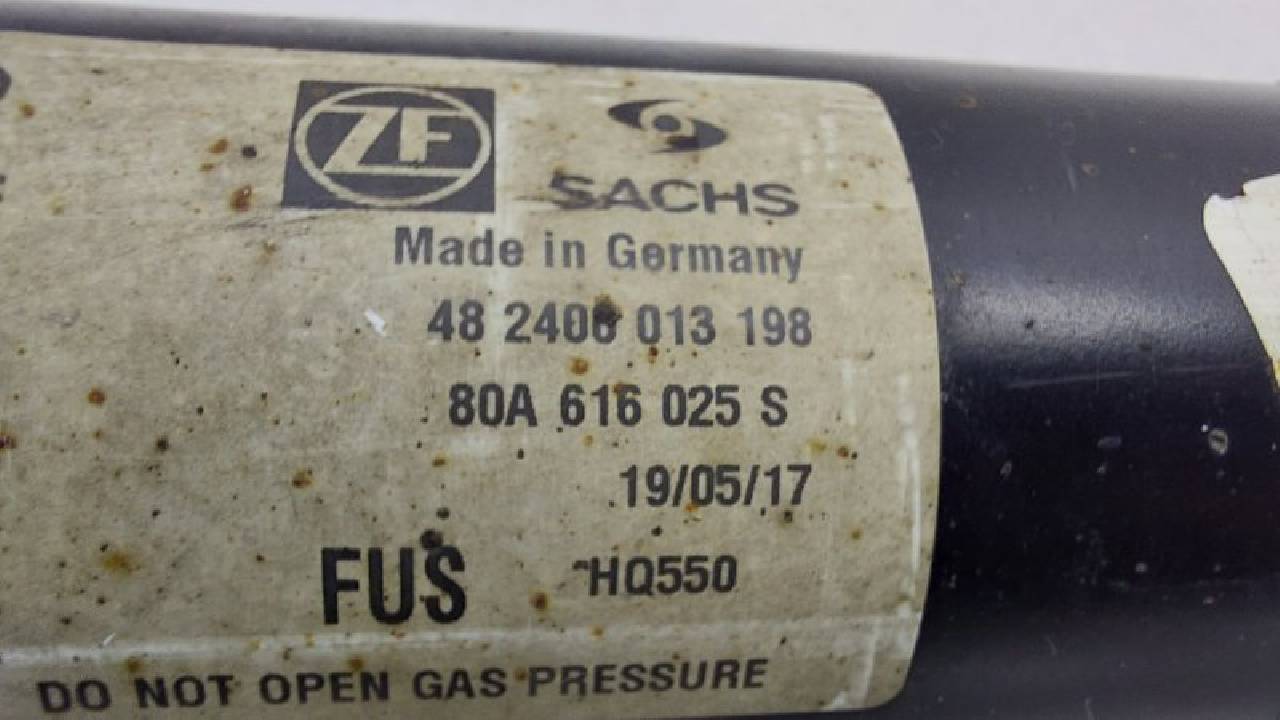 ZF
SACHS
Made in Germany
48 2406 013 198
80A 616 025 S
19/05/17
FUS HQ550
DO NOT OPEN GAS PRESSURE